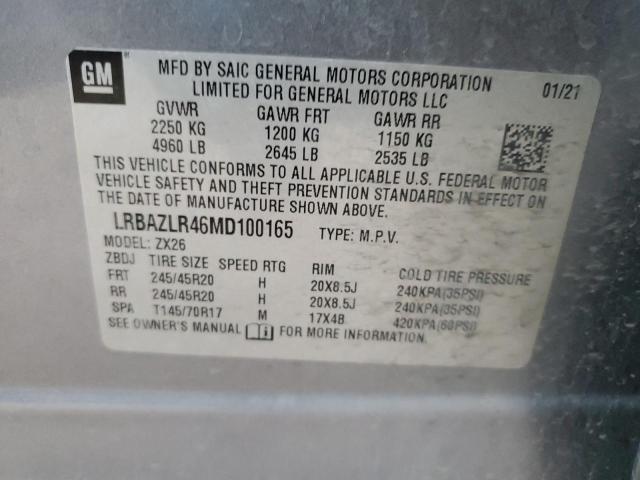 GM
MFD BY SAIC GENERAL MOTORS CORPORATION 01/21
LIMITED FOR GENERAL MOTORS LLC
GVWR GAWR FRT GAWR RR
2250 KG 1200 KG 1150 KG
4960 LB 2645 LB 2535 LB
THIS VEHICLE CONFORMS TO ALL APPLICABLE U.S. FEDERAL MOTOR
VEHICLE SAFETY AND THEFT PREVENTION STANDARDS IN EFFECT ON
THE DATE OF MANUFACTURE SHOWN ABOVE.
LRBAZLR46MD100165 TYPE: M.P.V.
MODEL: ZX26
ZBDJ TIRE SIZE SPEED RTG RIM COLD TIRE PRESSURE
FRT 245/45R20 H 20X8.5J 240KPA(35PSI)
RR 245/45R20 H 20X8.5J 240KPA(35PSI)
SPA T145/70R17 M 17X4B 420KPA(60PSI)
SEE OWNER'S MANUAL FOR MORE INFORMATION.